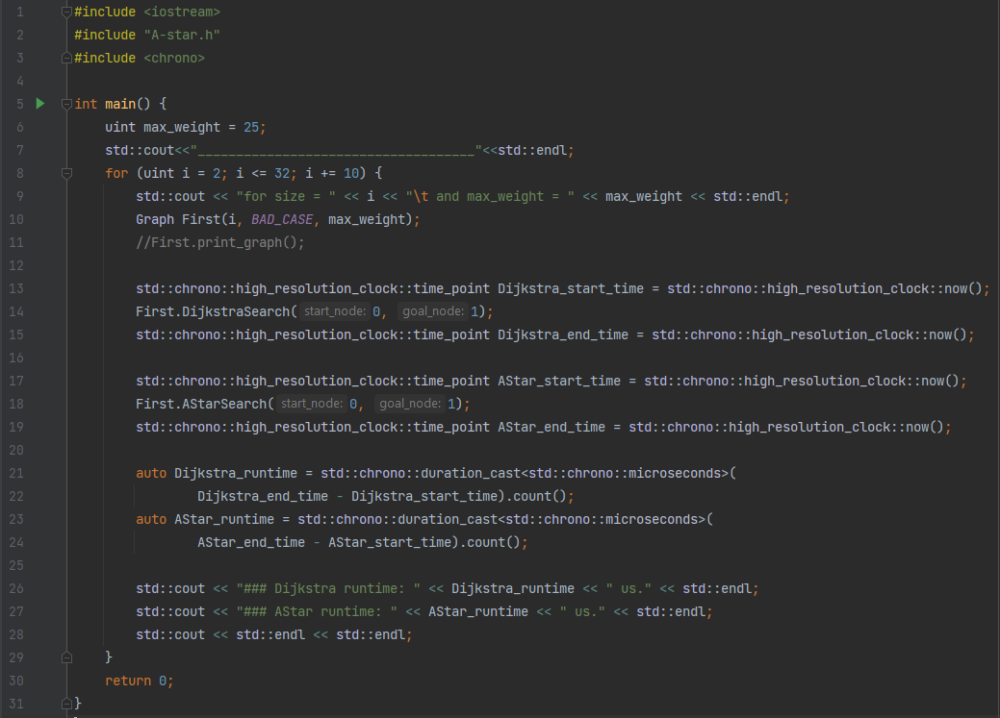 1 #include <iostream>
2 #include "A-star.h"
3 #include <chrono>
4
5 int main() {
6     uint max_weight = 25;
7     std::cout<<"____________________________________"<<std::endl;
8     for (uint i = 2; i <= 32; i += 10) {
9         std::cout << "for size = " << i << "\t and max_weight = " << max_weight << std::endl;
10         Graph First(i, BAD_CASE, max_weight);
11         //First.print_graph();
12
13         std::chrono::high_resolution_clock::time_point Dijkstra_start_time = std::chrono::high_resolution_clock::now();
14         First.DijkstraSearch( start_node: 0,  goal_node: 1);
15         std::chrono::high_resolution_clock::time_point Dijkstra_end_time = std::chrono::high_resolution_clock::now();
16
17         std::chrono::high_resolution_clock::time_point AStar_start_time = std::chrono::high_resolution_clock::now();
18         First.AStarSearch( start_node: 0,  goal_node: 1);
19         std::chrono::high_resolution_clock::time_point AStar_end_time = std::chrono::high_resolution_clock::now();
20
21         auto Dijkstra_runtime = std::chrono::duration_cast<std::chrono::microseconds>(
22                 Dijkstra_end_time - Dijkstra_start_time).count();
23         auto AStar_runtime = std::chrono::duration_cast<std::chrono::microseconds>(
24                 AStar_end_time - AStar_start_time).count();
25
26         std::cout << "### Dijkstra runtime: " << Dijkstra_runtime << " us." << std::endl;
27         std::cout << "### AStar runtime: " << AStar_runtime << " us." << std::endl;
28         std::cout << std::endl << std::endl;
29     }
30     return 0;
31 }